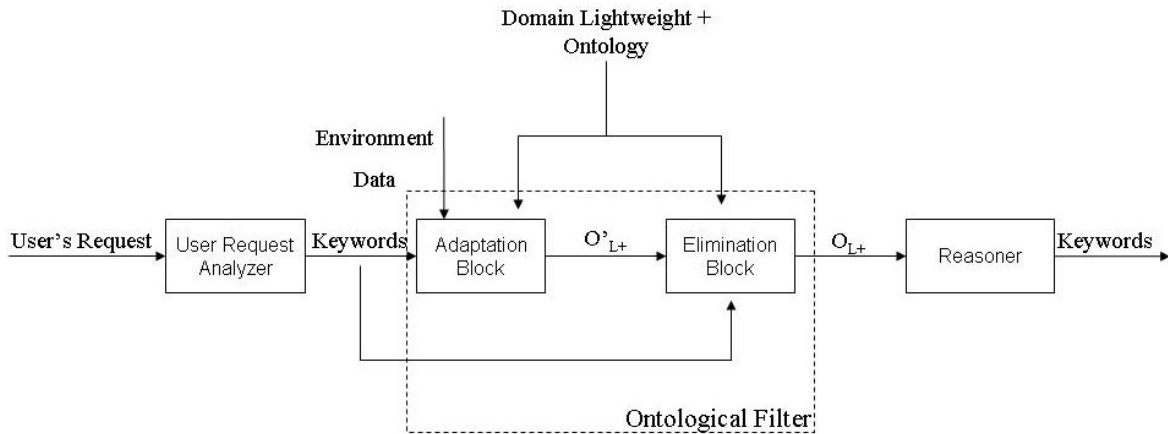 Domain Lightweight +
Ontology
Environment
Data
User's Request
User Request
Analyzer
Keywords
Adaptation
Block
O'L+
Elimination
Block
OL+
Reasoner
Keywords
Ontological Filter